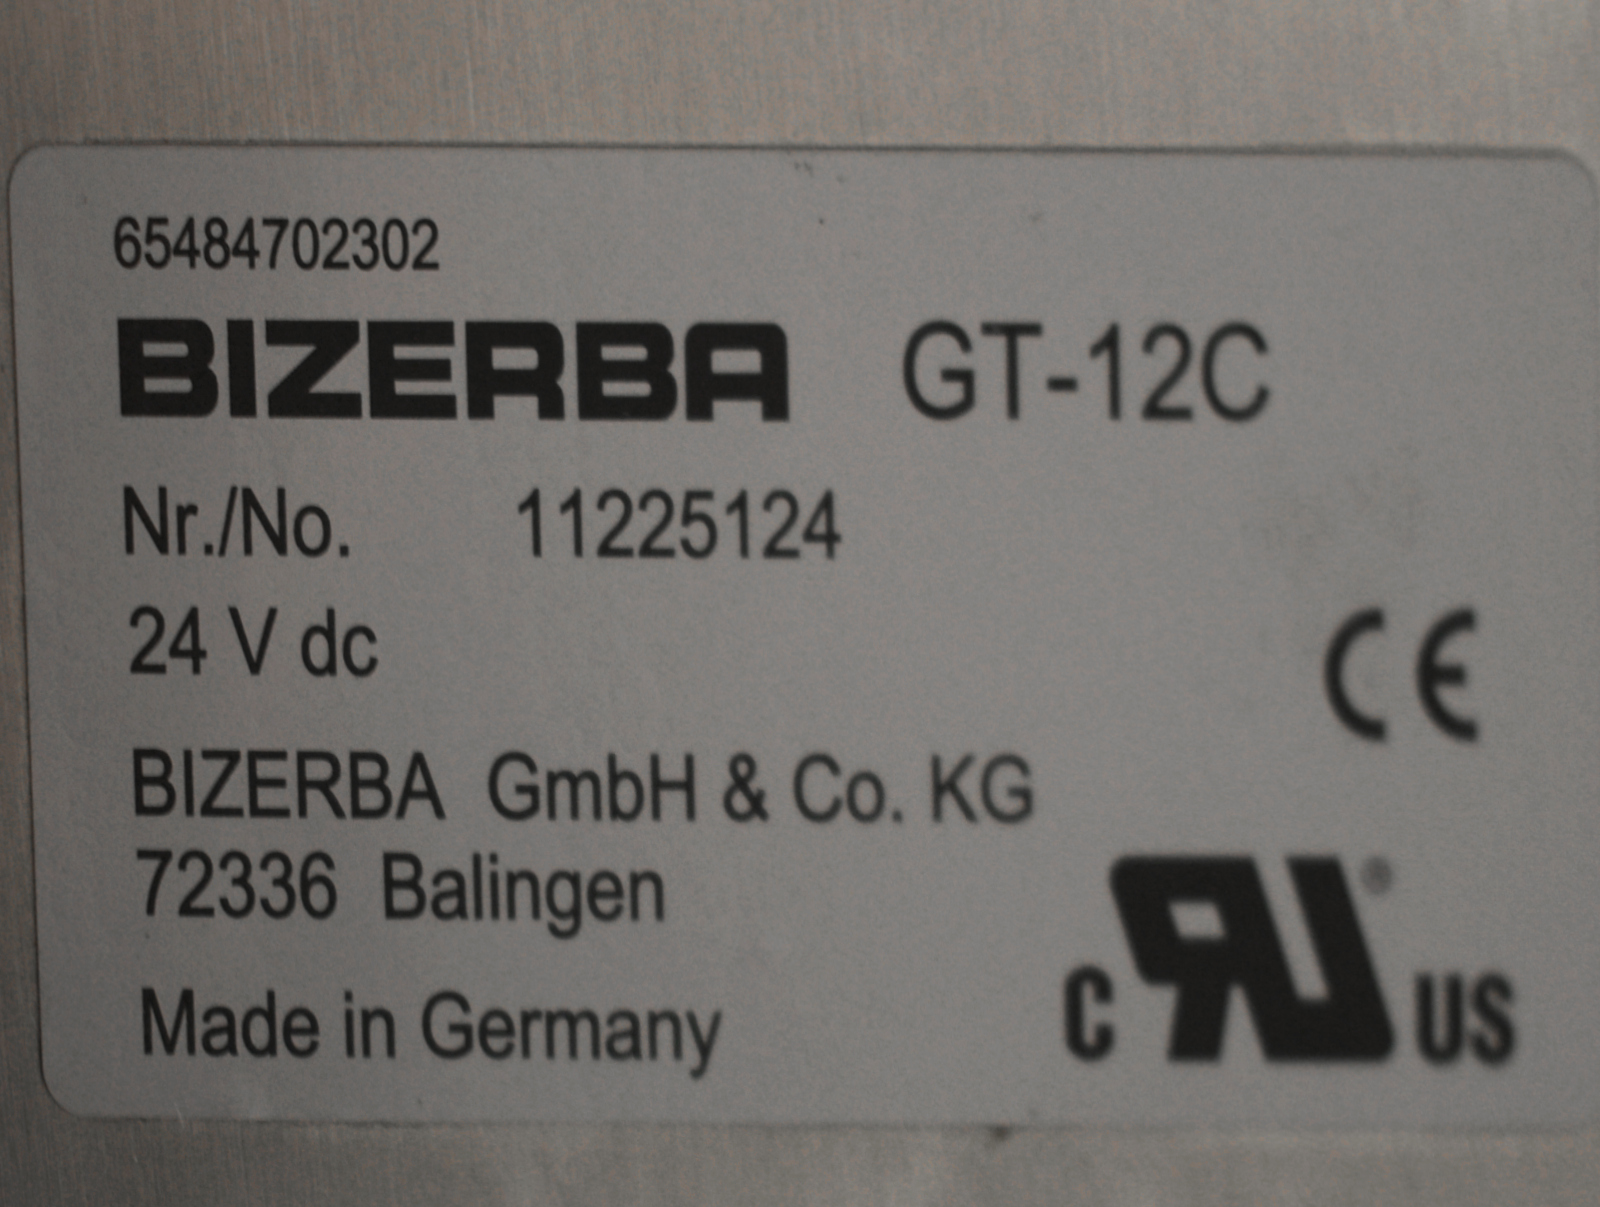 65484702302
BIZERBA GT-12C
Nr./No. 11225124
24 V dc
CE
BIZERBA GmbH & Co. KG
72336 Balingen
Made in Germany
C RU® US